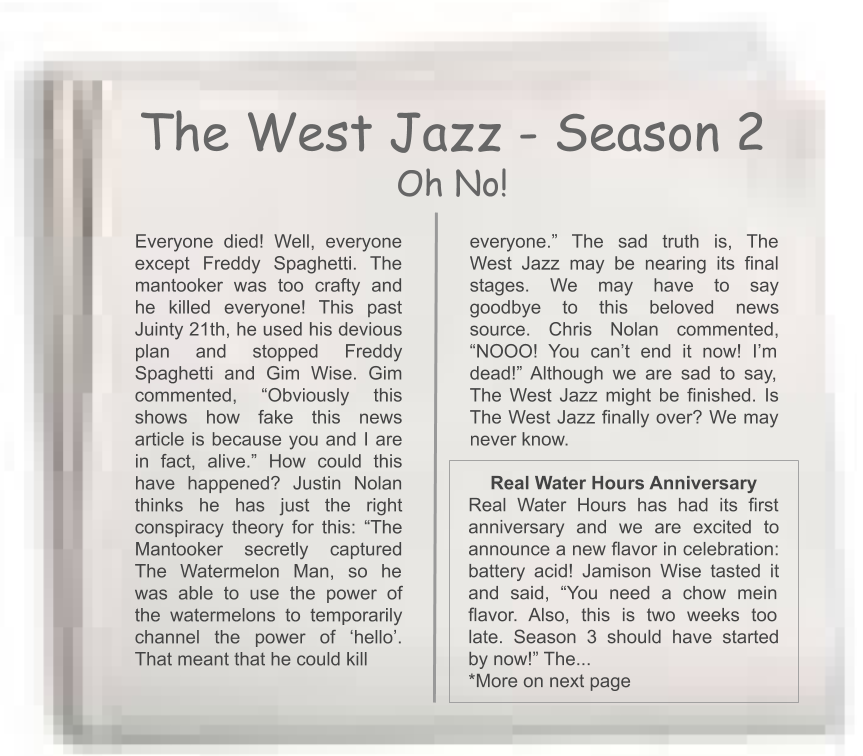 The West Jazz - Season 2
Oh No!
Everyone died! Well, everyone
except Freddy Spaghetti. The
mantooker was too crafty and
he killed everyone! This past
Juinty 21th, he used his devious
plan and stopped Freddy
Spaghetti and Gim Wise. Gim
commented, “Obviously this
shows how fake this news
article is because you and I are
in fact, alive.” How could this
have happened? Justin Nolan
thinks he has just the right
conspiracy theory for this: “The
Mantooker secretly captured
The Watermelon Man, so he
was able to use the power of
the watermelons to temporarily
channel the power of ‘hello’.
That meant that he could kill
everyone.” The sad truth is, The
West Jazz may be nearing its final
stages. We may have to say
goodbye to this beloved news
source. Chris Nolan commented,
“NOOO! You can’t end it now! I’m
dead!” Although we are sad to say,
The West Jazz might be finished. Is
The West Jazz finally over? We may
never know.
Real Water Hours Anniversary
Real Water Hours has had its first
anniversary and we are excited to
announce a new flavor in celebration:
battery acid! Jamison Wise tasted it
and said, “You need a chow mein
flavor. Also, this is two weeks too
late. Season 3 should have started
by now!” The...
*More on next page